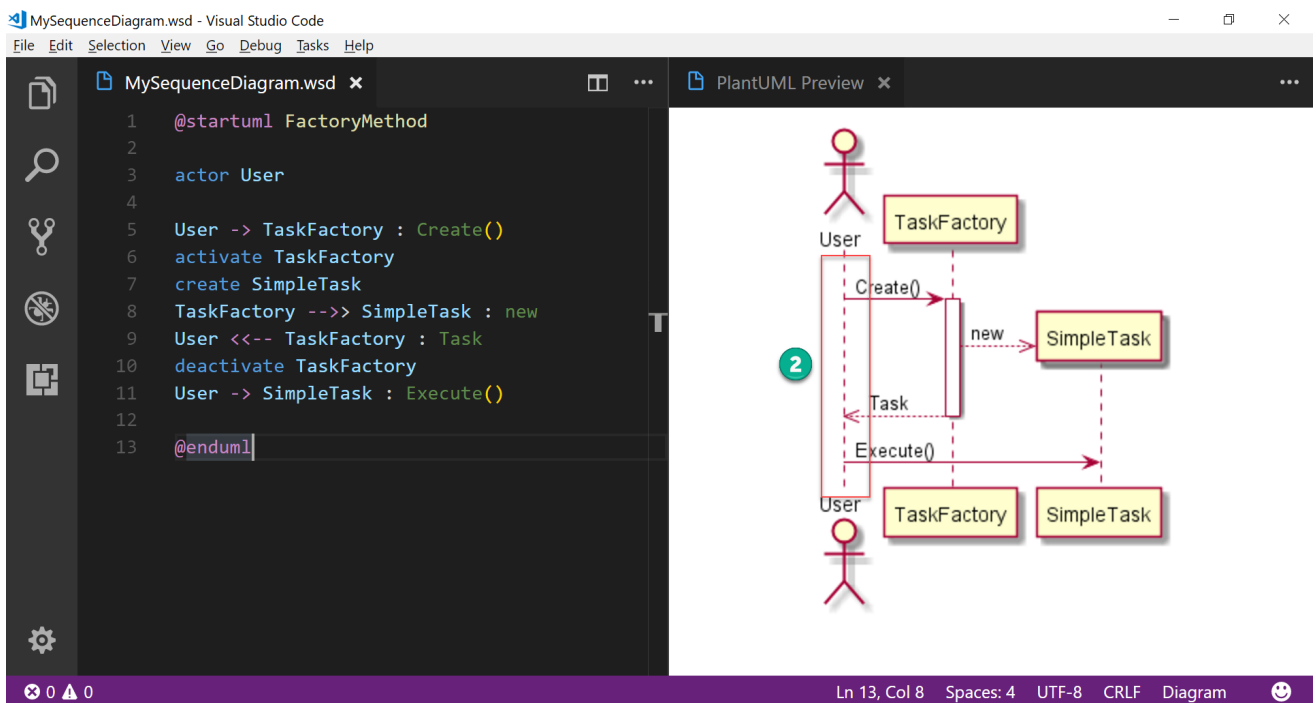 MySequenceDiagram.wsd - Visual Studio Code
File Edit Selection View Go Debug Tasks Help
MySequenceDiagram.wsd
1 @startuml FactoryMethod
2
3 actor User
4
5 User -> TaskFactory : Create()
6 activate TaskFactory
7 create SimpleTask
8 TaskFactory -->> SimpleTask : new
9 User <<-- TaskFactory : Task
10 deactivate TaskFactory
11 User -> SimpleTask : Execute()
12
13 @enduml
PlantUML Preview
TaskFactory
User
Create()
new
SimpleTask
2
Task
Execute()
User
TaskFactory
SimpleTask
0 0
Ln 13, Col 8 Spaces: 4 UTF-8 CRLF Diagram